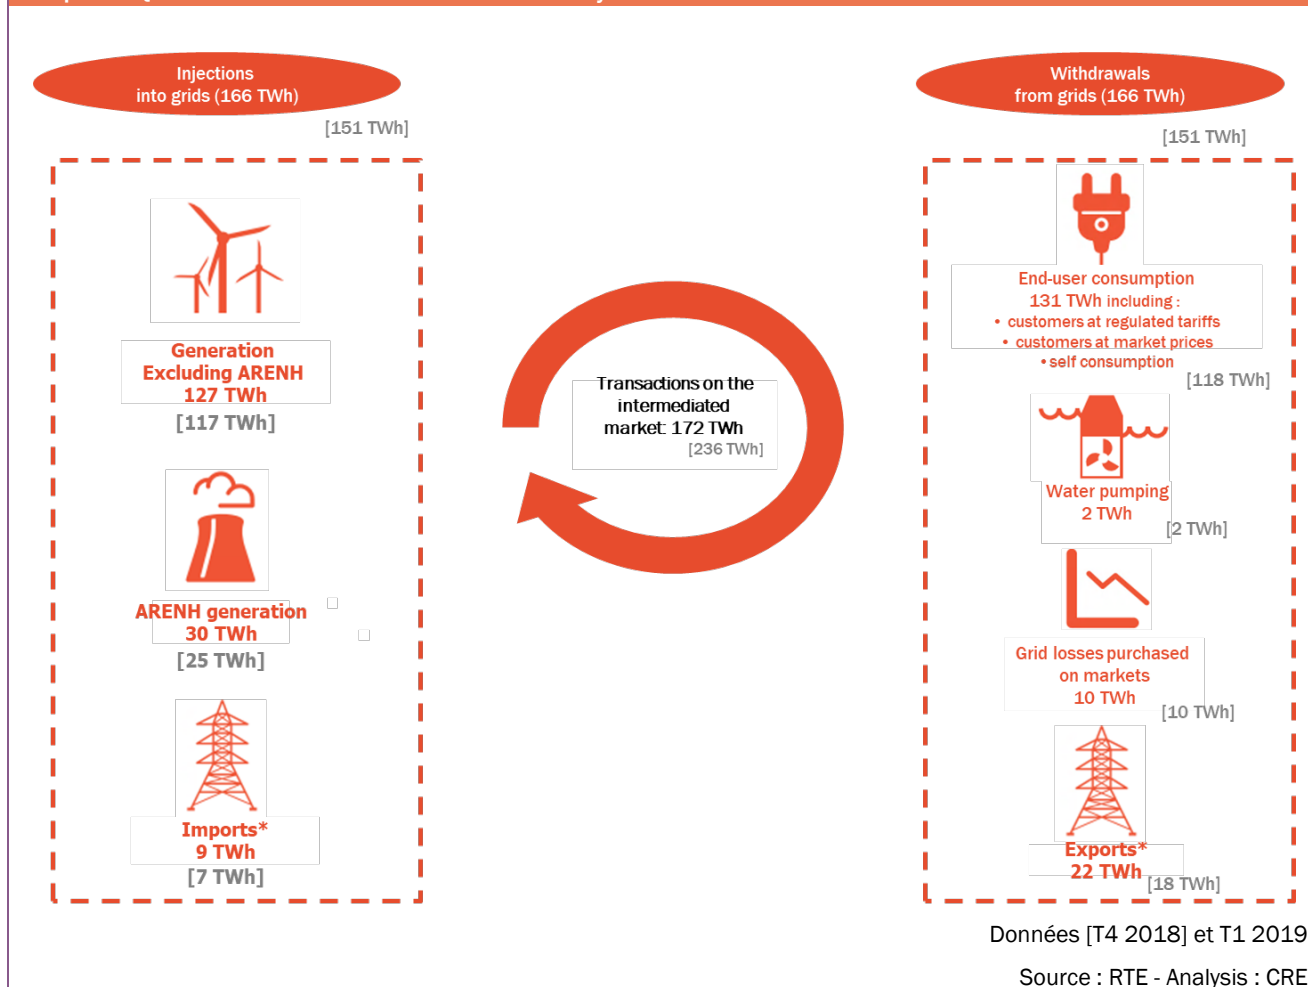 Injections
into grids (166 TWh)
[151 TWh]
Generation
Excluding ARENH
127 TWh
[117 TWh]
ARENH generation
30 TWh
[25 TWh]
Imports*
9 TWh
[7 TWh]
Transactions on the
intermediated
market: 172 TWh
[236 TWh]
Withdrawals
from grids (166 TWh)
[151 TWh]
End-user consumption
131 TWh including :
• customers at regulated tariffs
• customers at market prices
• self consumption
[118 TWh]
Water pumping
2 TWh
[2 TWh]
Grid losses purchased
on markets
10 TWh
[10 TWh]
Exports*
22 TWh
[18 TWh]
Données [T4 2018] et T1 2019
Source : RTE - Analysis : CRE